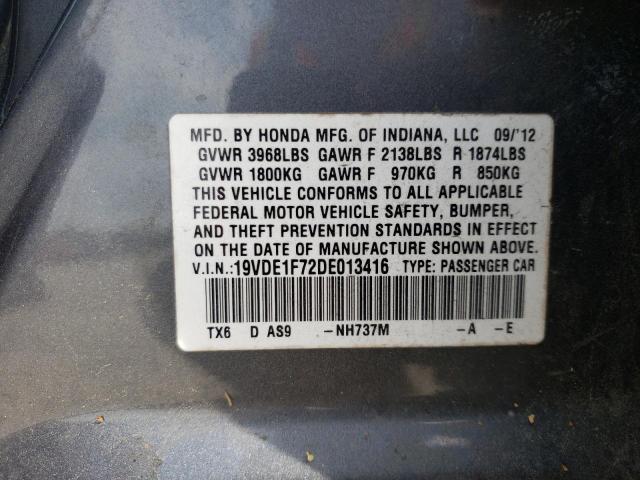 MFD. BY HONDA MFG. OF INDIANA, LLC 09/'12
GVWR 3968LBS GAWR F 2138LBS R 1874LBS
GVWR 1800KG GAWR F 970KG R 850KG
THIS VEHICLE CONFORMS TO ALL APPLICABLE
FEDERAL MOTOR VEHICLE SAFETY, BUMPER,
AND THEFT PREVENTION STANDARDS IN EFFECT
ON THE DATE OF MANUFACTURE SHOWN ABOVE.
V.I.N.:19VDE1F72DE013416 TYPE: PASSENGER CAR
TX6 D AS9 -NH737M -A -E